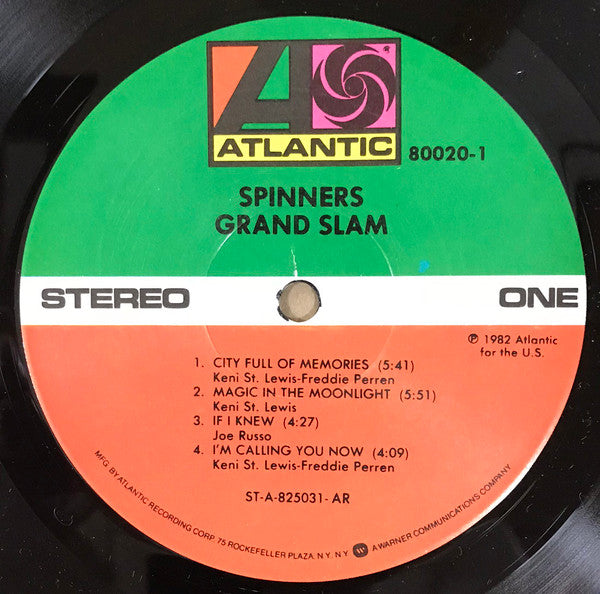 ATLANTIC
80020-1
SPINNERS
GRAND SLAM
STEREO
ONE
℗ 1982 Atlantic
for the U.S.
1. CITY FULL OF MEMORIES (5:41)
Keni St. Lewis-Freddie Perren
2. MAGIC IN THE MOONLIGHT (5:51)
Keni St. Lewis
3. IF I KNEW (4:27)
Joe Russo
4. I'M CALLING YOU NOW (4:09)
Keni St. Lewis-Freddie Perren
ST-A-825031-AR
MFG. BY ATLANTIC RECORDING CORP. 75 ROCKEFELLER PLAZA, N.Y. N.Y. A WARNER COMMUNICATIONS COMPANY